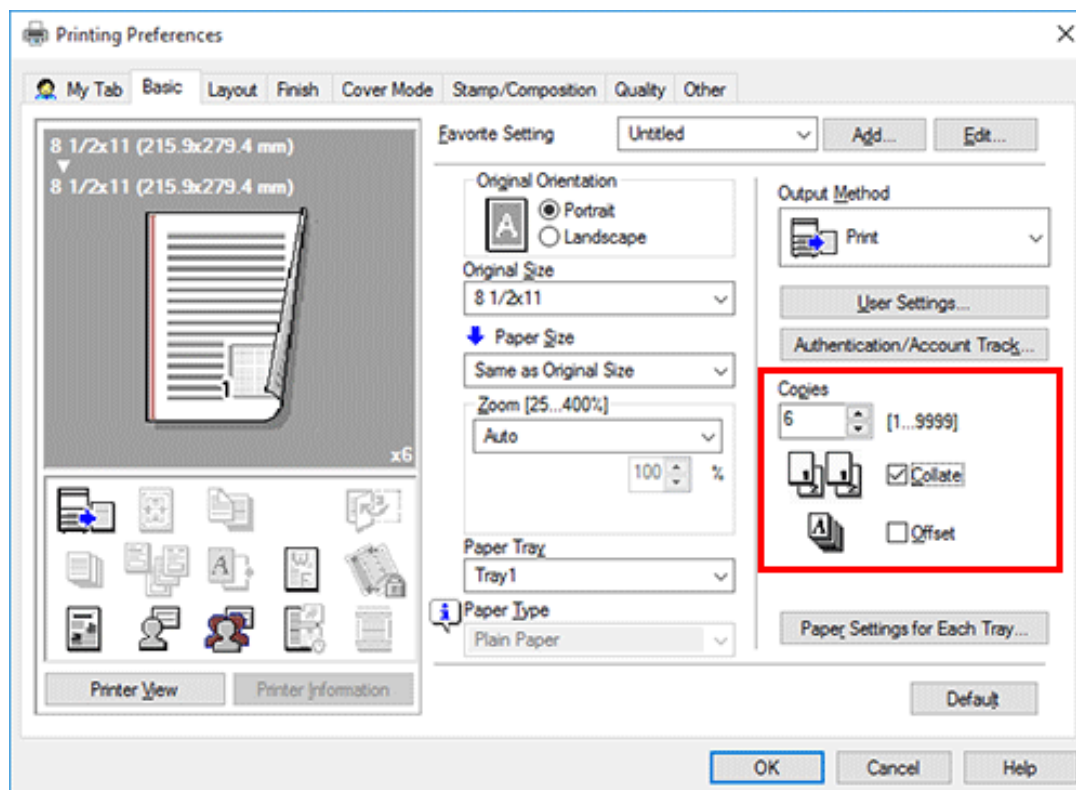 Printing Preferences
My Tab Basic Layout Finish Cover Mode Stamp/Composition Quality Other
8 1/2x11 (215.9x279.4 mm)
8 1/2x11 (215.9x279.4 mm)
1
x6
Printer View Printer Information
Favorite Setting Untitled Add... Edit...
Original Orientation
A
Portrait
Landscape
Original Size
8 1/2x11
Paper Size
Same as Original Size
Zoom [25...400%]
Auto
100 %
Paper Tray
Tray1
Paper Type
Plain Paper
Output Method
Print
User Settings...
Authentication/Account Track...
Copies
6 [1...9999]
Collate
Offset
Paper Settings for Each Tray...
Default
OK Cancel Help